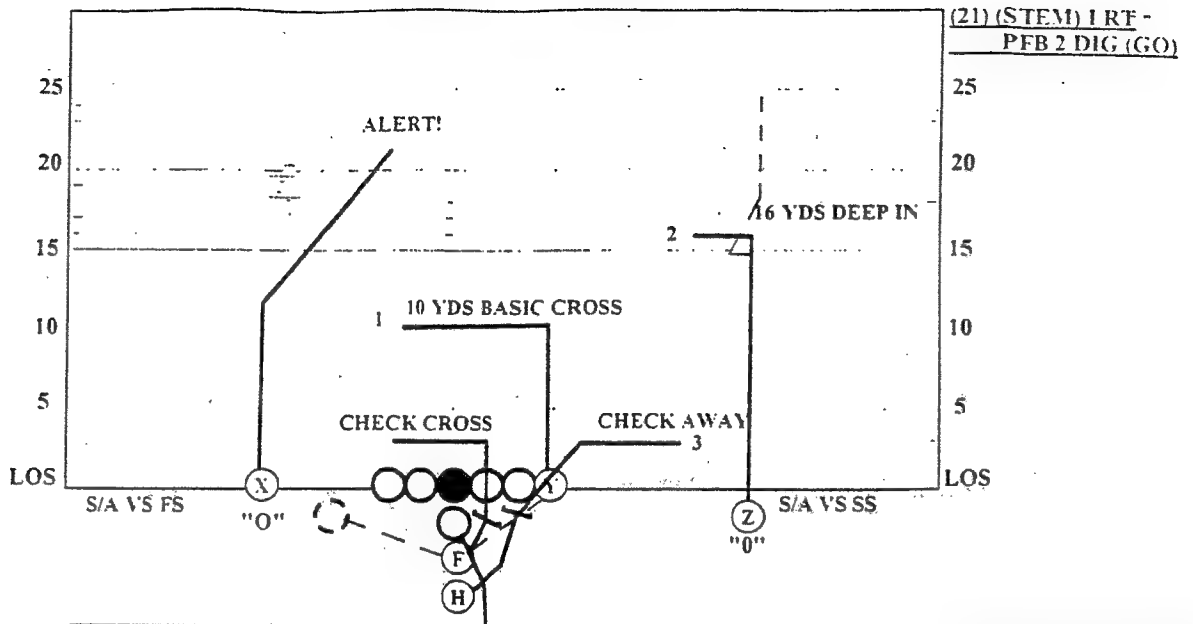 (21) (STEM) I RT -
PFB 2 DIG (GO)
25 25
ALERT!
20 20
16 YDS DEEP IN
2
15 15
10 YDS BASIC CROSS
1
10 10
5 5
CHECK CROSS CHECK AWAY
3
LOS X Y LOS
S/A VS FS Z S/A VS SS
"O" "0"
F
H